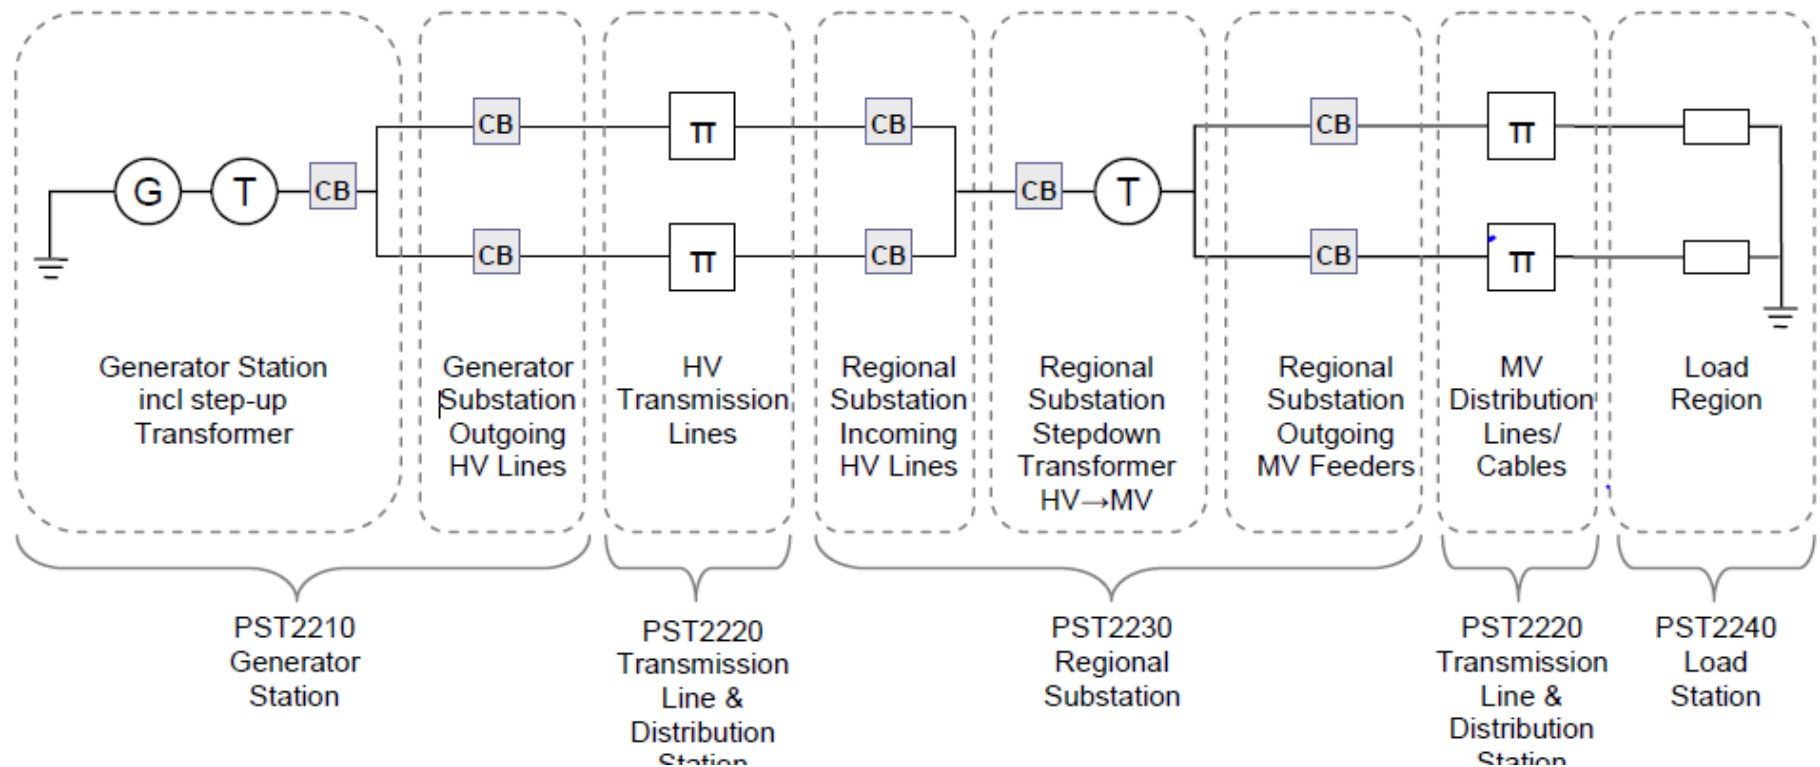 CB
π
CB
CB
π
G
T
CB
CB
T
CB
π
CB
CB
π
Generator Station
incl step-up
Transformer
Generator
Substation
Outgoing
HV Lines
HV
Transmission
Lines
Regional
Substation
Incoming
HV Lines
Regional
Substation
Stepdown
Transformer
HV→MV
Regional
Substation
Outgoing
MV Feeders
MV
Distribution
Lines/
Cables
Load
Region
PST2210
Generator
Station
PST2220
Transmission
Line &
Distribution
Station
PST2230
Regional
Substation
PST2220
Transmission
Line &
Distribution
Station
PST2240
Load
Station